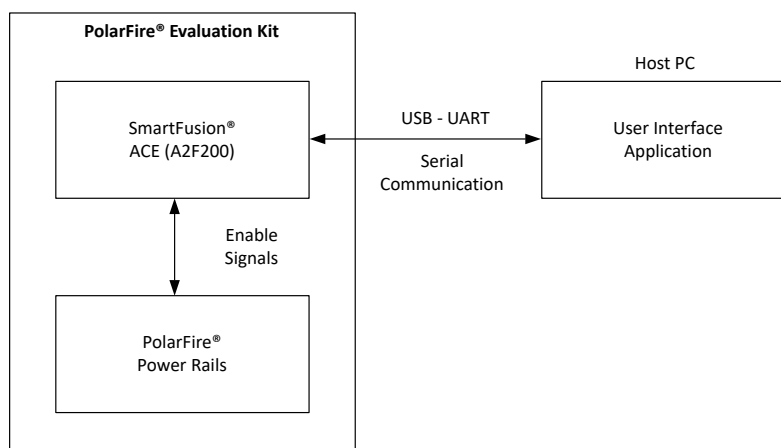 PolarFire® Evaluation Kit
SmartFusion®
ACE (A2F200)
Enable
Signals
PolarFire®
Power Rails
USB - UART
Serial
Communication
Host PC
User Interface
Application